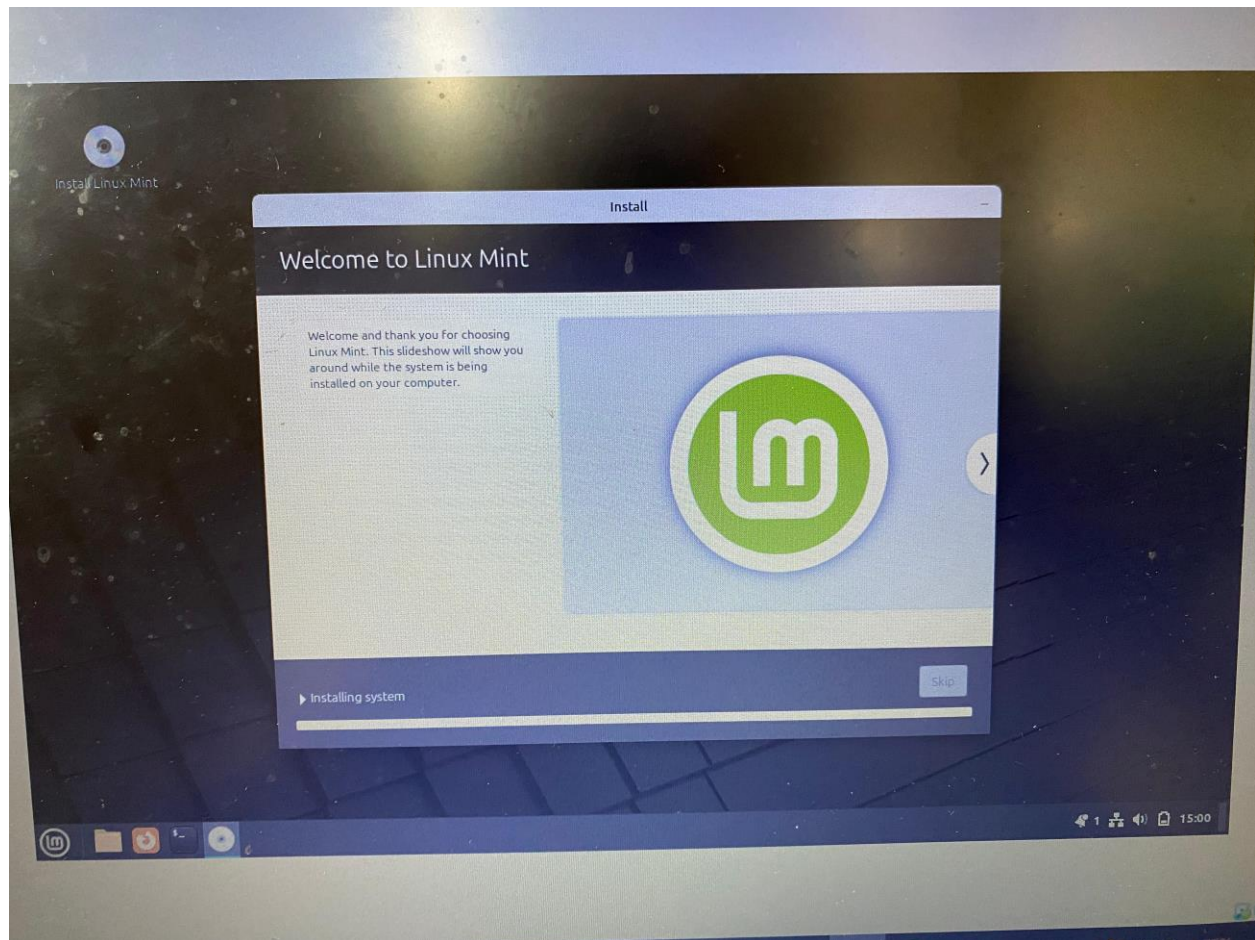 Install Linux Mint
Install
Welcome to Linux Mint
Welcome and thank you for choosing
Linux Mint. This slideshow will show you
around while the system is being
installed on your computer.
Installing system
Skip
1
15:00